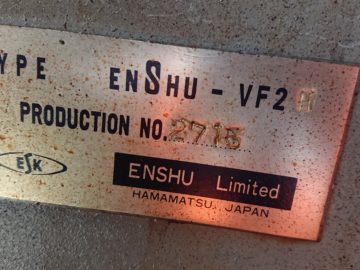 YPE ENSHU - VF2
PRODUCTION NO. 2715
ESK
ENSHU Limited
HAMAMATSU, JAPAN